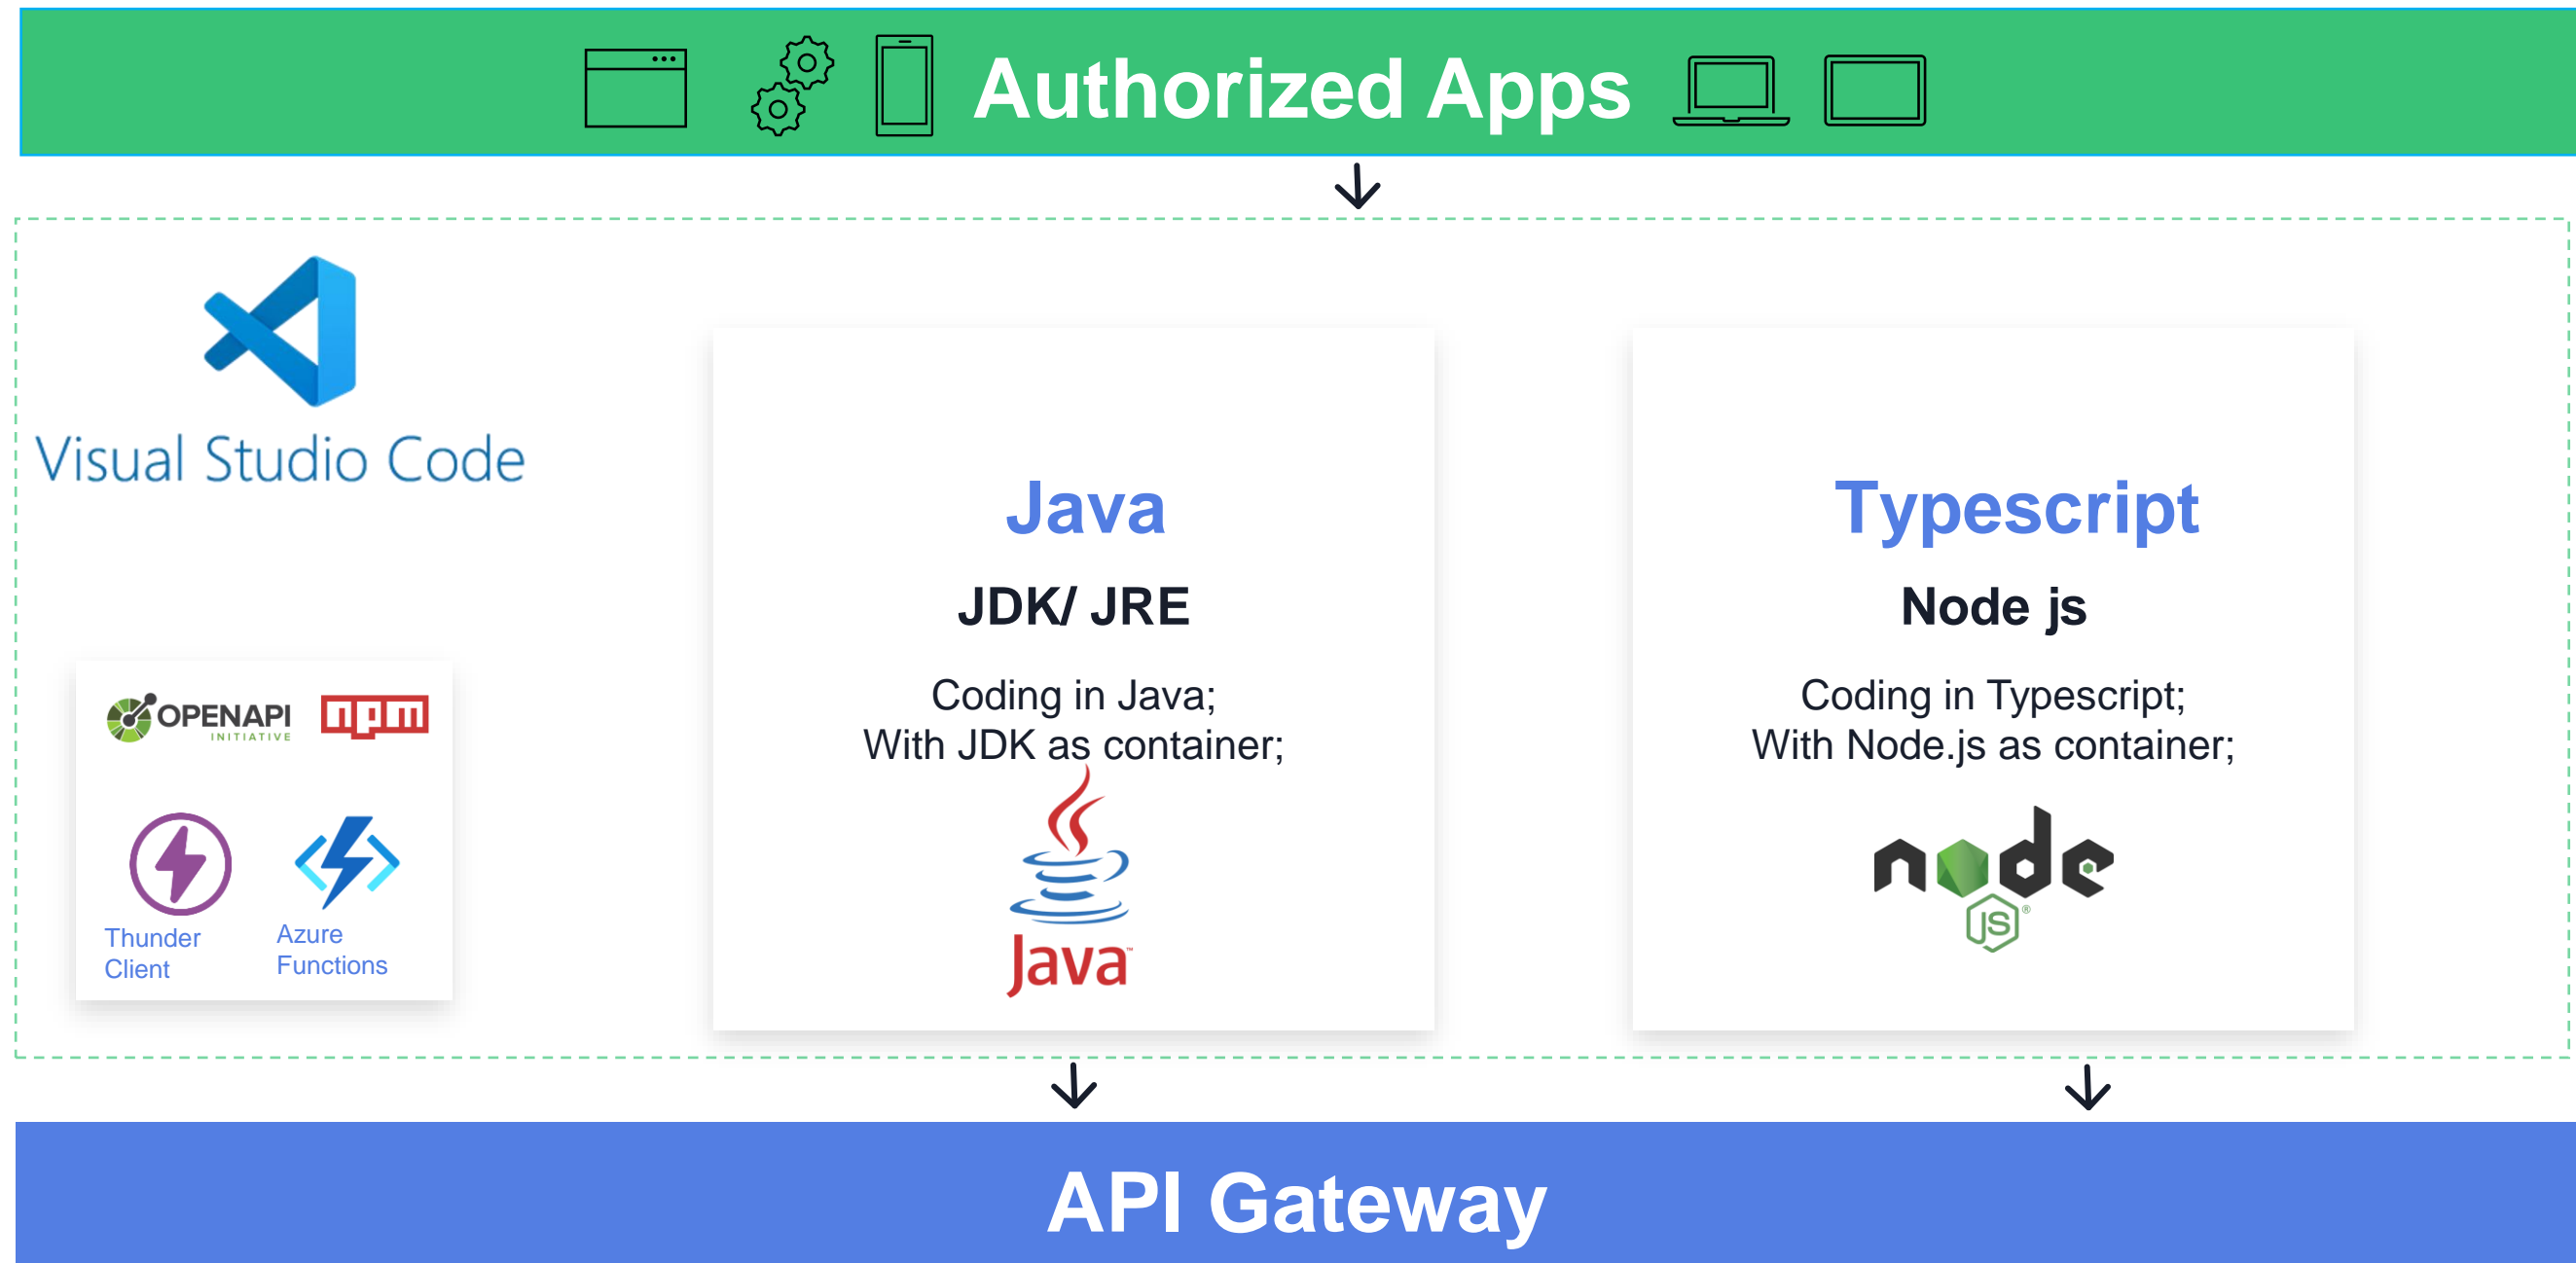 Authorized Apps
Visual Studio Code
OPENAPI
INITIATIVE
npm
Thunder
Client
Azure
Functions
Java
JDK/ JRE
Coding in Java;
With JDK as container;
Java™
Typescript
Node js
Coding in Typescript;
With Node.js as container;
node
JS®
API Gateway